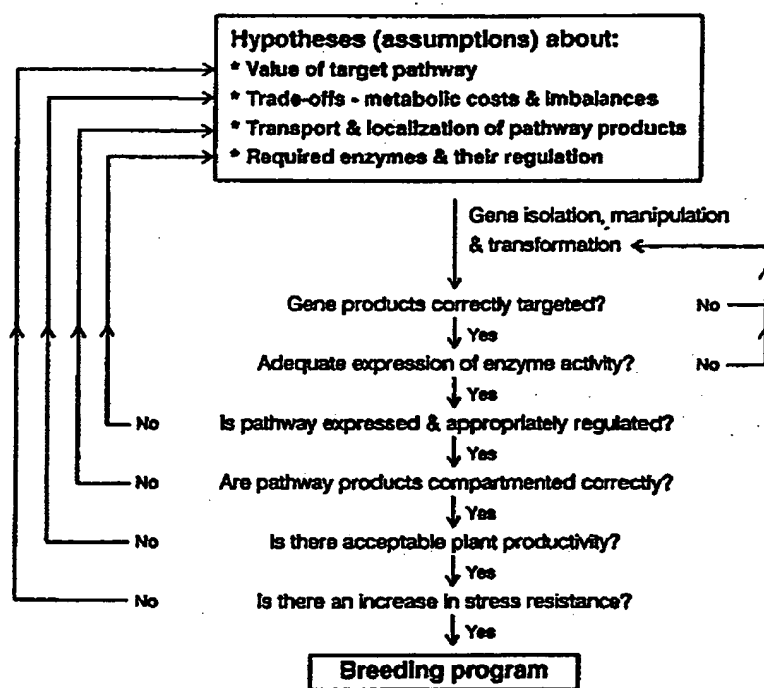 Hypotheses (assumptions) about:
* Value of target pathway
* Trade-offs - metabolic costs & imbalances
* Transport & localization of pathway products
* Required enzymes & their regulation
Gene isolation, manipulation
& transformation
Gene products correctly targeted?
No
Yes
Adequate expression of enzyme activity?
No
Yes
No
Is pathway expressed & appropriately regulated?
Yes
No
Are pathway products compartmented correctly?
Yes
No
Is there acceptable plant productivity?
Yes
No
Is there an increase in stress resistance?
Yes
Breeding program